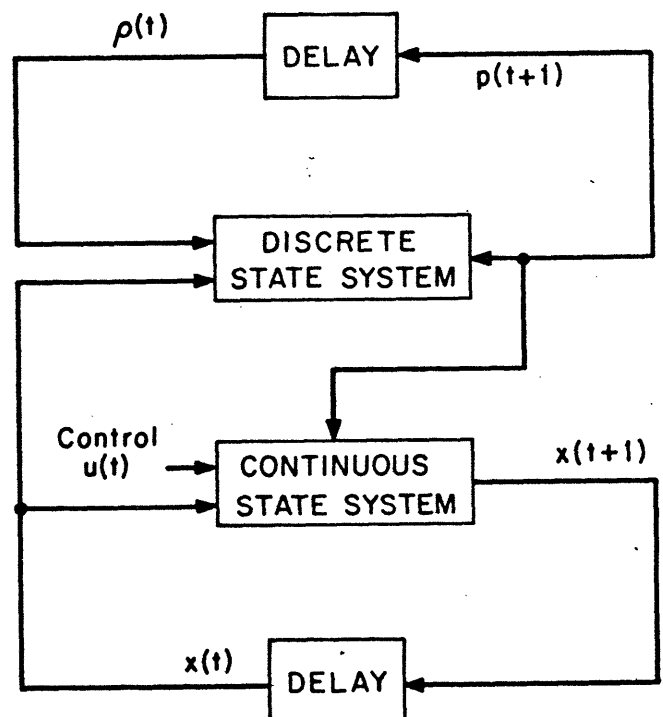 ρ(t)
DELAY
p(t+1)
DISCRETE
STATE SYSTEM
Control
u(t)
CONTINUOUS
STATE SYSTEM
x(t+1)
x(t)
DELAY